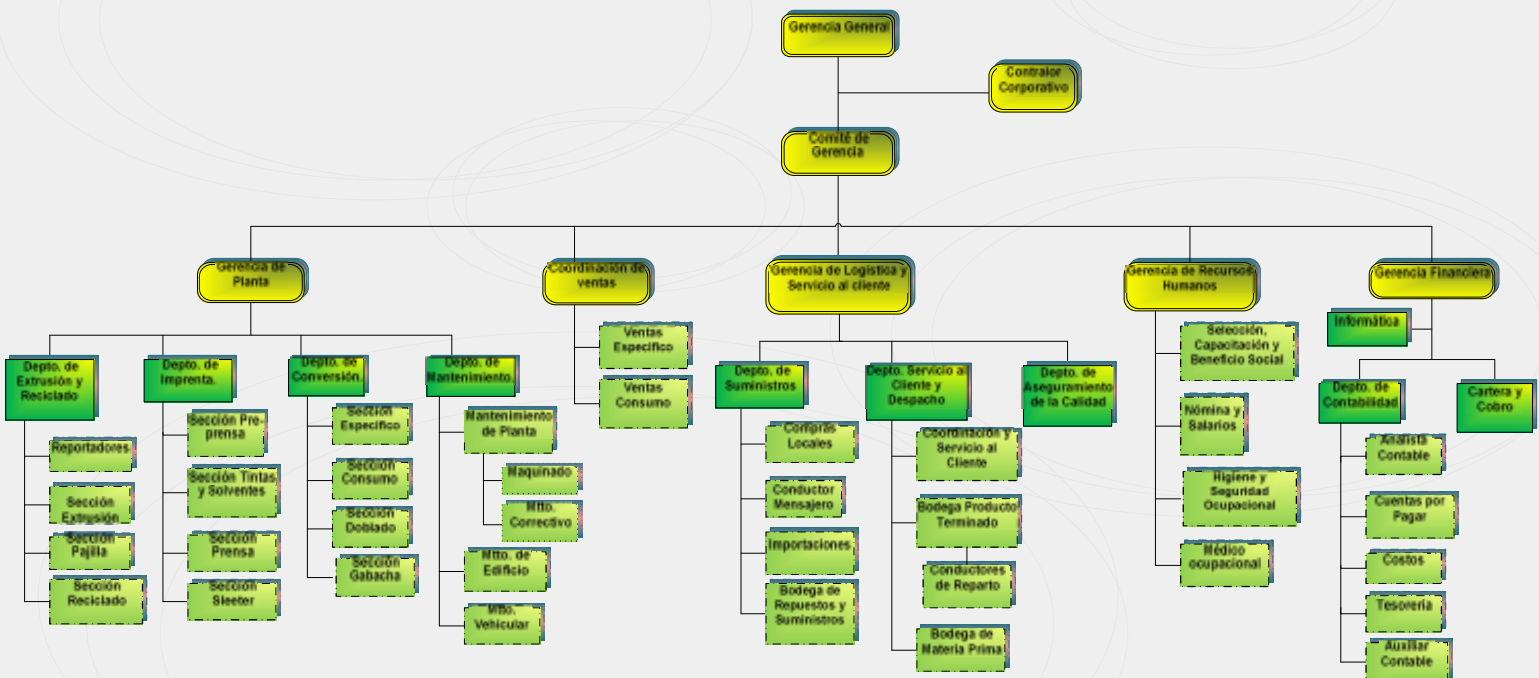 Gerencia General
Contralor
Corporativo
Comité de
Gerencia
Gerencia de
Planta
Coordinación de
ventas
Gerencia de Logística y
Servicio al cliente
Gerencia de Recursos
Humanos
Gerencia Financiera
Informática
Depto. de
Extrusión y
Reciclado
Depto. de
Imprenta.
Depto. de
Conversión.
Depto. de
Mantenimiento.
Ventas
Especifico
Ventas
Consumo
Depto. de
Suministros
Depto. Servicio al
Cliente y
Despacho
Depto. de
Aseguramiento
de la Calidad
Selección,
Capacitación y
Beneficio Social
Nómina y
Salarios
Higiene y
Seguridad
Ocupacional
Médico
ocupacional
Depto. de
Contabilidad
Cartera y
Cobro
Reportadores
Sección
Extrusión
Sección
Pajilla
Sección
Reciclado
Sección Pre-
prensa
Sección Tintas
y Solventes
Sección
Prensa
Sección
Sleeter
Sección
Especifico
Sección
Consumo
Sección
Doblado
Sección
Gabacha
Mantenimiento
de Planta
Maquinado
Mtto.
Correctivo
Mtto. de
Edificio
Mtto.
Vehicular
Compras
Locales
Conductor
Mensajero
Importaciones
Bodega de
Repuestos y
Suministros
Coordinación y
Servicio al
Cliente
Bodega Producto
Terminado
Conductores
de Reparto
Bodega de
Materia Prima
Analista
Contable
Cuentas por
Pagar
Costos
Tesorería
Auxiliar
Contable